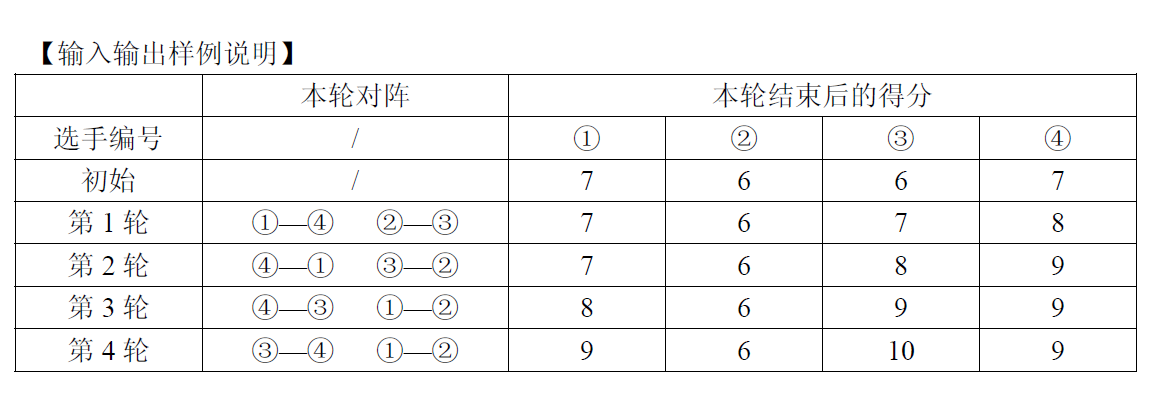 【输入输出样例说明】
本轮对阵 本轮结束后的得分
选手编号 / ① ② ③ ④
初始 / 7 6 6 7
第 1 轮 ①—④ ②—③ 7 6 7 8
第 2 轮 ④—① ③—② 7 6 8 9
第 3 轮 ④—③ ①—② 8 6 9 9
第 4 轮 ③—④ ①—② 9 6 10 9